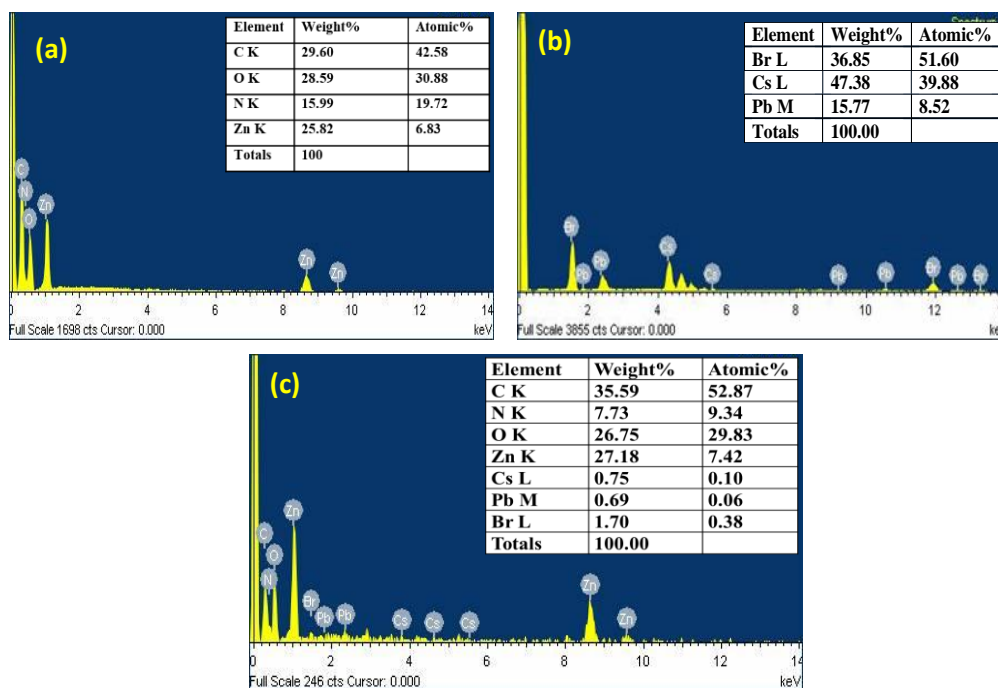 (a)
Element Weight% Atomic%
C K 29.60 42.58
O K 28.59 30.88
N K 15.99 19.72
Zn K 25.82 6.83
Totals 100
C
N
O
Zn
Zn
Zn
0 2 4 6 8 10 12 14
Full Scale 1698 cts Cursor: 0.000 keV
(b)
Element Weight% Atomic%
Br L 36.85 51.60
Cs L 47.38 39.88
Pb M 15.77 8.52
Totals 100.00
Br
Pb
Pb
Cs
Cs
Pb
Pb
Br
Pb
Br
0 2 4 6 8 10 12
Full Scale 3855 cts Cursor: 0.000 ke
(c)
Element Weight% Atomic%
C K 35.59 52.87
N K 7.73 9.34
O K 26.75 29.83
Zn K 27.18 7.42
Cs L 0.75 0.10
Pb M 0.69 0.06
Br L 1.70 0.38
Totals 100.00
Zn
C
O
N
Br
Pb
Pb
Cs
Cs
Cs
Zn
Zn
0 2 4 6 8 10 12 14
Full Scale 246 cts Cursor: 0.000 keV